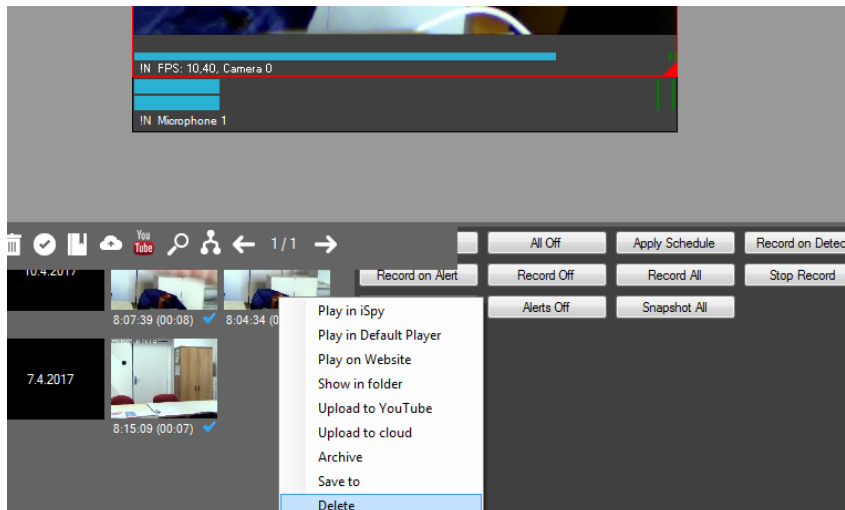 !N FPS: 10,40, Camera 0
!N Microphone 1
You
Tube
1 / 1
All Off
Apply Schedule
Record on Detec
10.4.2017
Record on Alert
Record Off
Record All
Stop Record
8:07:39 (00:08)
8:04:34 (0
Alerts Off
Snapshot All
7.4.2017
8:15:09 (00:07)
Play in iSpy
Play in Default Player
Play on Website
Show in folder
Upload to YouTube
Upload to cloud
Archive
Save to
Delete